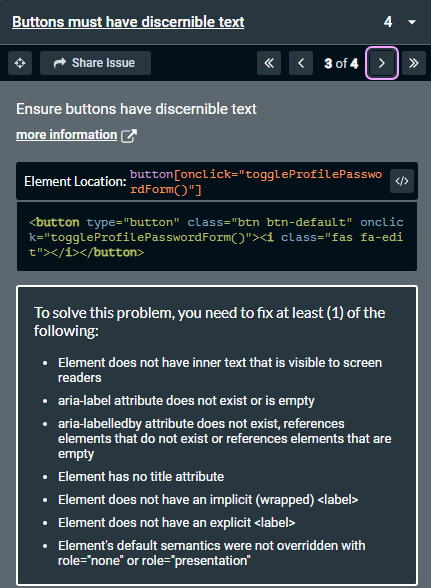 Buttons must have discernible text 4
Share Issue 3 of 4
Ensure buttons have discernible text
more information
Element Location: button[onclick="toggleProfilePasswo
rdForm()"] </>
<button type="button" class="btn btn-default" onclic
k="toggleProfilePasswordForm()"><i class="fas fa-edi
t"></i></button>
To solve this problem, you need to fix at least (1) of the
following:
• Element does not have inner text that is visible to screen
readers
• aria-label attribute does not exist or is empty
• aria-labelledby attribute does not exist, references
elements that do not exist or references elements that are
empty
• Element has no title attribute
• Element does not have an implicit (wrapped) <label>
• Element does not have an explicit <label>
• Element's default semantics were not overridden with
role="none" or role="presentation"